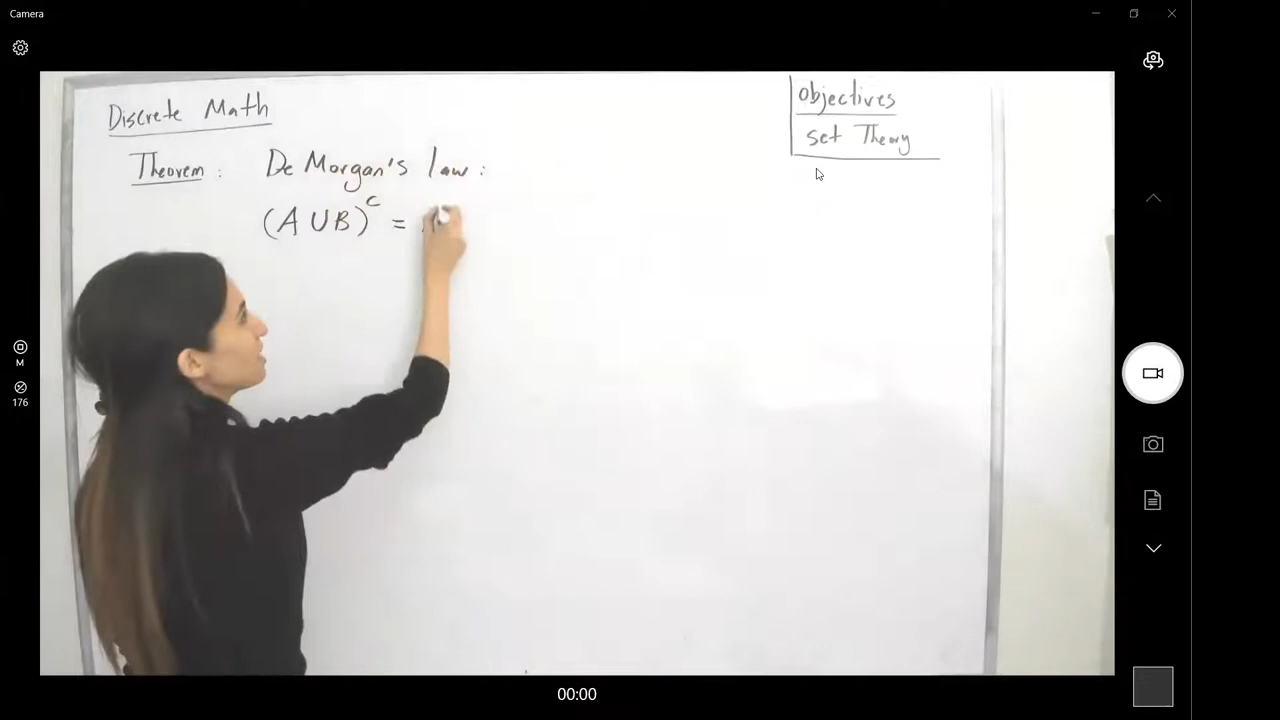 Camera
Discrete Math
Objectives
set Theory
Theorem : De Morgan's law :
(A ∪ B)ᶜ =
M
176
00:00